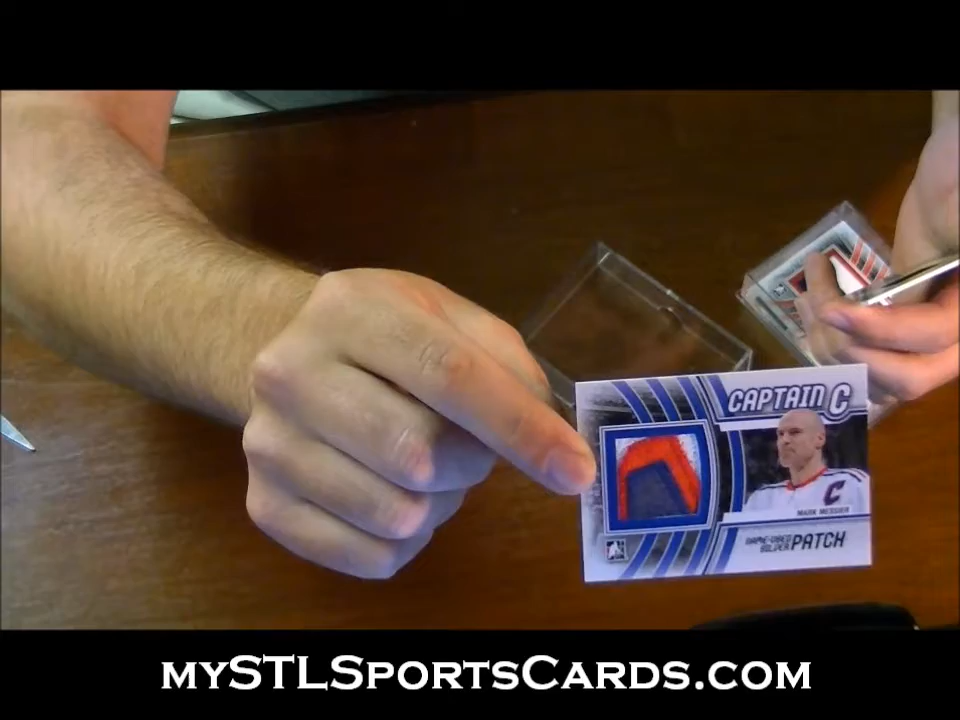 CAPTAIN C
C
MARK MESSIER
GAME-USED
SILVER PATCH
mySTLSportsCards.com